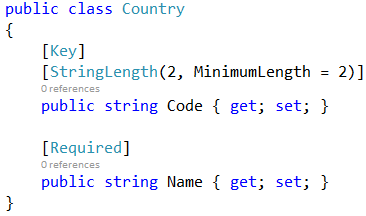 public class Country
{
[Key]
[StringLength(2, MinimumLength = 2)]
0 references
public string Code { get; set; }
[Required]
0 references
public string Name { get; set; }
}